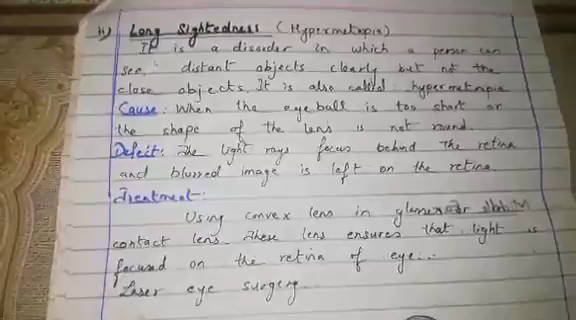 ii) Long Sightedness (Hypermetropia)
It is a disorder in which a person can
see distant objects clearly but not the
close objects. It is also called hypermetropia
Cause: When the eye ball is too short or
the shape of the lens is not round.
Defect: The light rays focus behind the retina
and blurred image is left on the retina.
Treatment:
Using convex lens in
contact lens. These lens ensures that light is
focused on the retina of eye.
Laser eye surgery